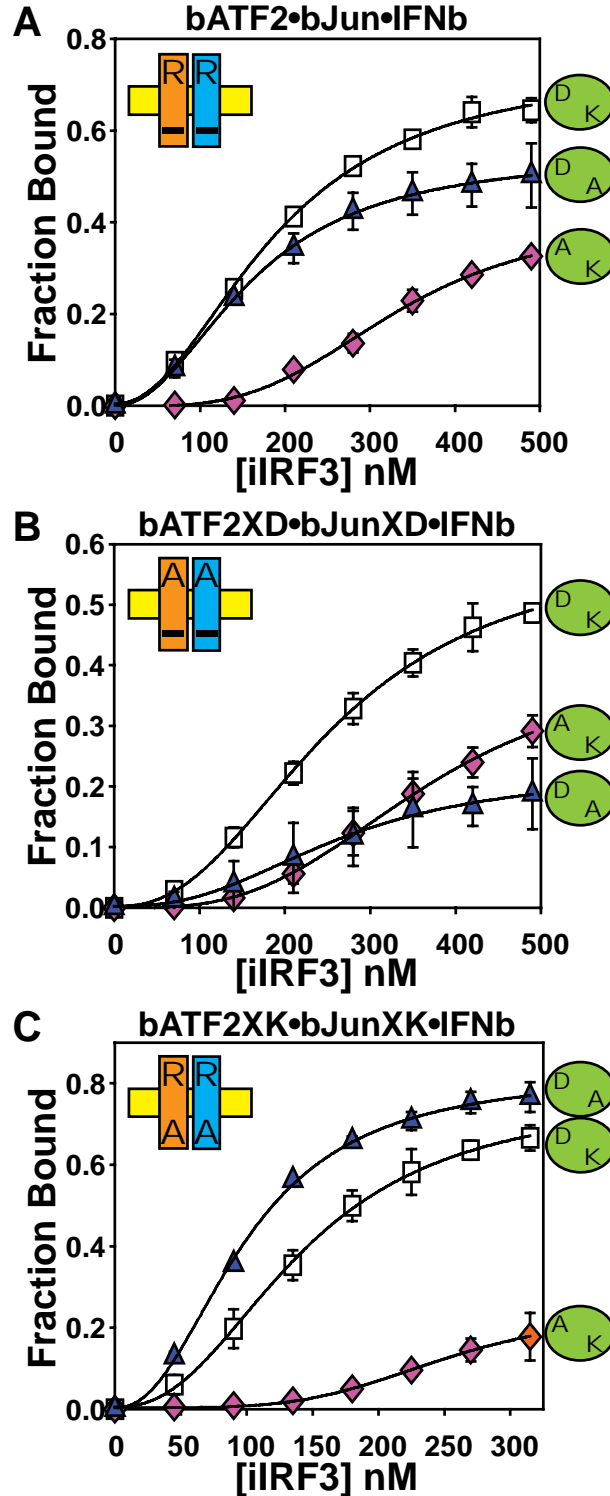 A
bATF2•bJun•IFNb
Fraction Bound
0.8
0.6
0.4
0.2
0.0
R R
D K
D A
A K
0 100 200 300 400 500
[iIRF3] nM
B
bATF2XD•bJunXD•IFNb
Fraction Bound
0.6
0.5
0.4
0.3
0.2
0.1
0.0
A A
D K
A K
D A
0 100 200 300 400 500
[iIRF3] nM
C
bATF2XK•bJunXK•IFNb
Fraction Bound
0.8
0.6
0.4
0.2
0.0
R R
A A
D A
D K
A K
0 50 100 150 200 250 300
[iIRF3] nM